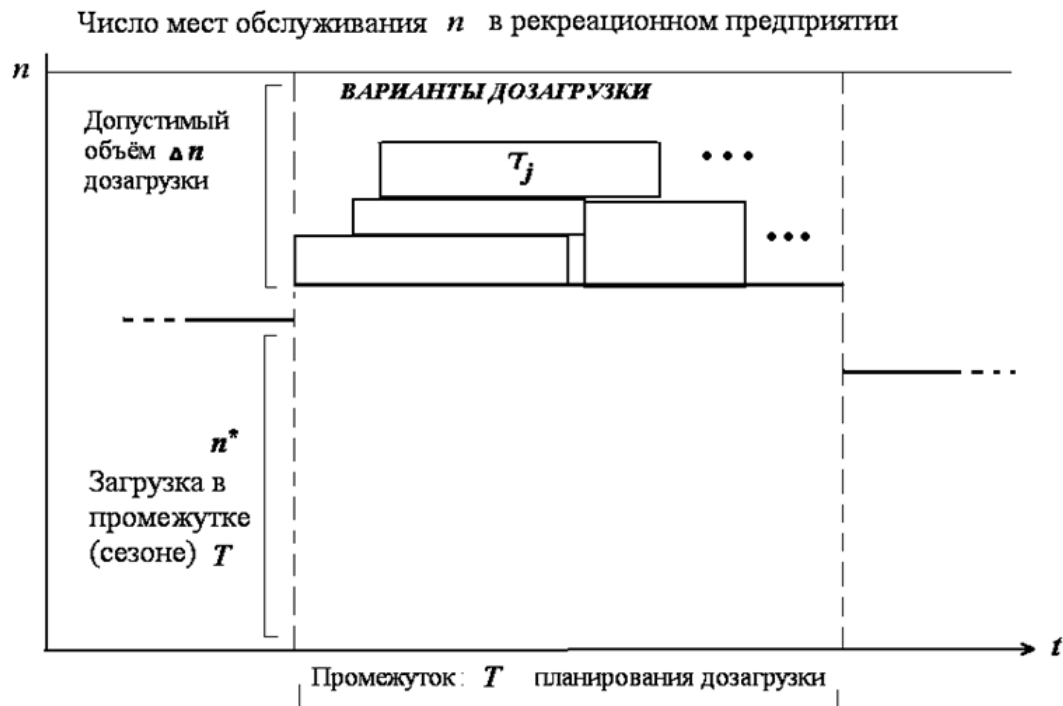 Число мест обслуживания n в рекреационном предприятии
n
ВАРИАНТЫ ДОЗАГРУЗКИ
Допустимый
объём Δn
дозагрузки
τj
...
...
n*
Загрузка в
промежутке
(сезоне) T
t
Промежуток: T планирования дозагрузки